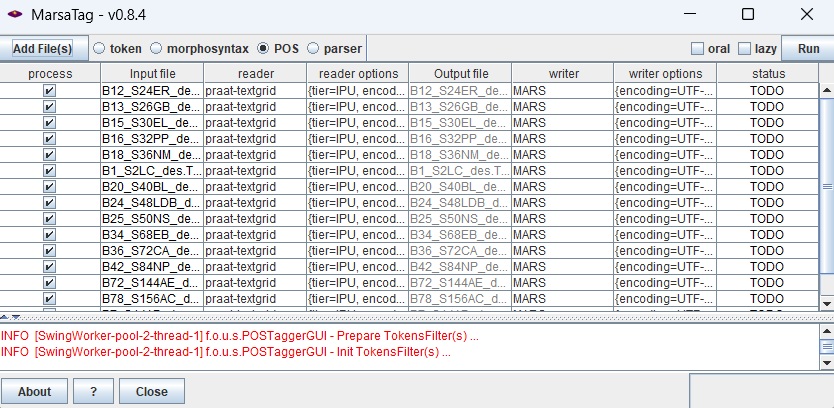 MarsaTag - v0.8.4
Add File(s) token morphosyntax POS parser oral lazy Run
process Input file reader reader options Output file writer writer options status
B12_S24ER_de... praat-textgrid {tier=IPU, encod... B12_S24ER_de... MARS {encoding=UTF-... TODO
B13_S26GB_de... praat-textgrid {tier=IPU, encod... B13_S26GB_de... MARS {encoding=UTF-... TODO
B15_S30EL_de... praat-textgrid {tier=IPU, encod... B15_S30EL_de... MARS {encoding=UTF-... TODO
B16_S32PP_de... praat-textgrid {tier=IPU, encod... B16_S32PP_de... MARS {encoding=UTF-... TODO
B18_S36NM_de... praat-textgrid {tier=IPU, encod... B18_S36NM_de... MARS {encoding=UTF-... TODO
B1_S2LC_des.T... praat-textgrid {tier=IPU, encod... B1_S2LC_des.T... MARS {encoding=UTF-... TODO
B20_S40BL_de... praat-textgrid {tier=IPU, encod... B20_S40BL_de... MARS {encoding=UTF-... TODO
B24_S48LDB_d... praat-textgrid {tier=IPU, encod... B24_S48LDB_d... MARS {encoding=UTF-... TODO
B25_S50NS_de... praat-textgrid {tier=IPU, encod... B25_S50NS_de... MARS {encoding=UTF-... TODO
B34_S68EB_de... praat-textgrid {tier=IPU, encod... B34_S68EB_de... MARS {encoding=UTF-... TODO
B36_S72CA_de... praat-textgrid {tier=IPU, encod... B36_S72CA_de... MARS {encoding=UTF-... TODO
B42_S84NP_de... praat-textgrid {tier=IPU, encod... B42_S84NP_de... MARS {encoding=UTF-... TODO
B72_S144AE_d... praat-textgrid {tier=IPU, encod... B72_S144AE_d... MARS {encoding=UTF-... TODO
B78_S156AC_d... praat-textgrid {tier=IPU, encod... B78_S156AC_d... MARS {encoding=UTF-... TODO
INFO [SwingWorker-pool-2-thread-1] f.o.u.s.POSTaggerGUI - Prepare TokensFilter(s) ...
INFO [SwingWorker-pool-2-thread-1] f.o.u.s.POSTaggerGUI - Init TokensFilter(s) ...
About ? Close